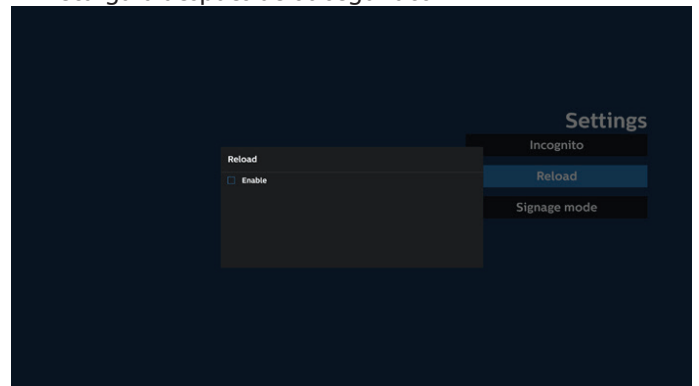 Settings
Incognito
Reload
Enable
Reload
Signage mode